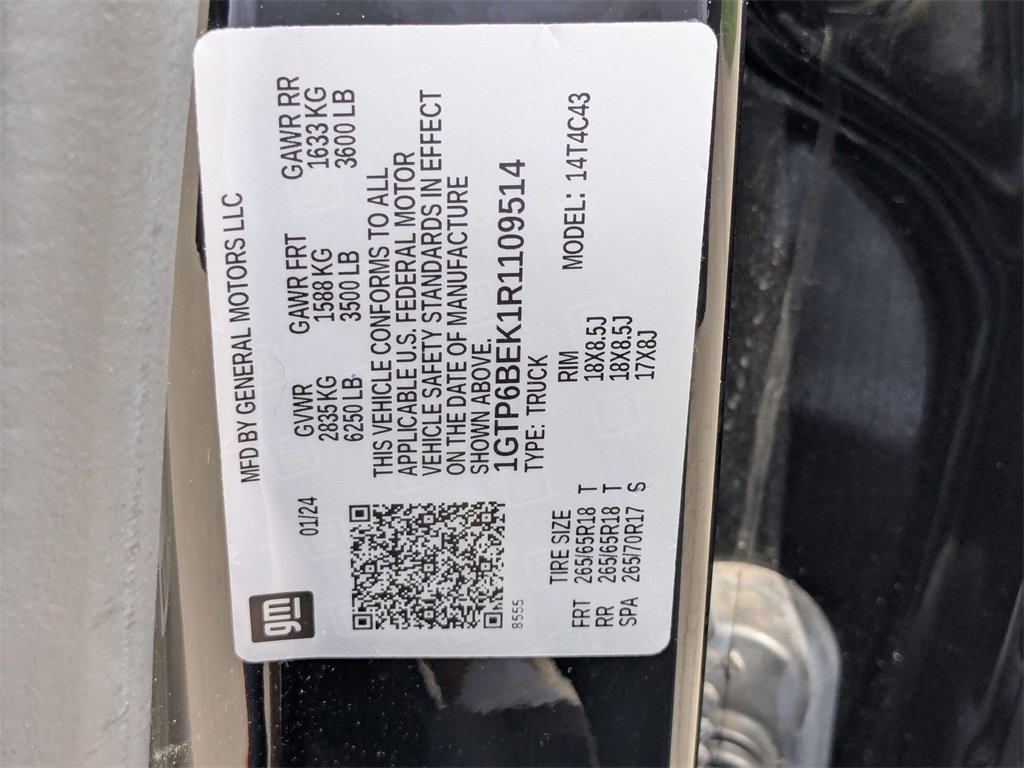 gm
MFD BY GENERAL MOTORS LLC
01/24
GVWR GAWR FRT GAWR RR
2835 KG 1588 KG 1633 KG
6250 LB 3500 LB 3600 LB
THIS VEHICLE CONFORMS TO ALL
APPLICABLE U.S. FEDERAL MOTOR
VEHICLE SAFETY STANDARDS IN EFFECT
ON THE DATE OF MANUFACTURE
SHOWN ABOVE.
1GTP6BEK1R1109514
8555
TYPE: TRUCK
MODEL: 14T4C43
TIRE SIZE RIM
FRT 265/65R18 T 18X8.5J
RR 265/65R18 T 18X8.5J
SPA 265/70R17 S 17X8J